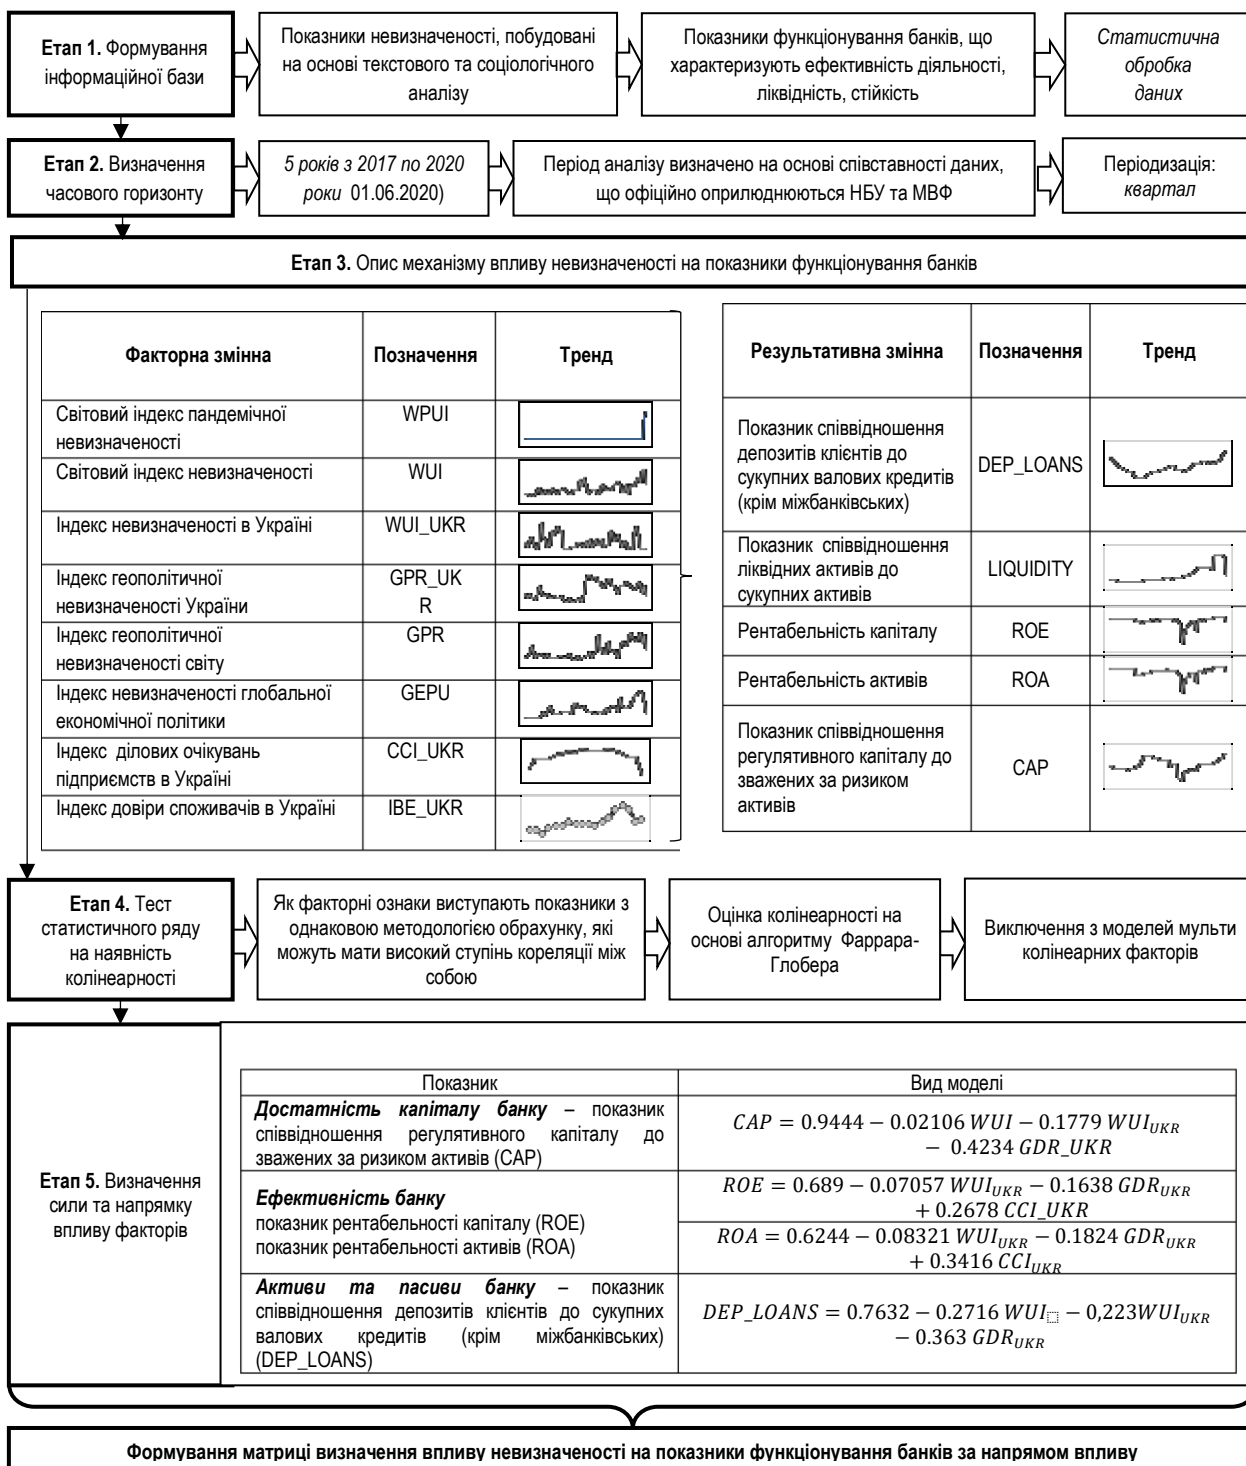 Етап 1. Формування
інформаційної бази
Показники невизначеності, побудовані
на основі текстового та соціологічного
аналізу
Показники функціонування банків, що
характеризують ефективність діяльності,
ліквідність, стійкість
Статистична
обробка
даних
Етап 2. Визначення
часового горизонту
5 років з 2017 по 2020
роки 01.06.2020)
Період аналізу визначено на основі співставності даних,
що офіційно оприлюднюються НБУ та МВФ
Періодизація:
квартал
Етап 3. Опис механізму впливу невизначеності на показники функціонування банків
Факторна змінна Позначення Тренд
Світовий індекс пандемічної WPUI
невизначеності
Світовий індекс невизначеності WUI
Індекс невизначеності в Україні WUI_UKR
Індекс геополітичної GPR_UK
невизначеності України R
Індекс геополітичної GPR
невизначеності світу
Індекс невизначеності глобальної GEPU
економічної політики
Індекс ділових очікувань CCI_UKR
підприємств в Україні
Індекс довіри споживачів в Україні IBE_UKR
Результативна змінна Позначення Тренд
Показник співвідношення
депозитів клієнтів до
сукупних валових кредитів
(крім міжбанківських)
DEP_LOANS
Показник співвідношення
ліквідних активів до
сукупних активів
LIQUIDITY
Рентабельність капіталу ROE
Рентабельність активів ROA
Показник співвідношення
регулятивного капіталу до
зважених за ризиком
активів
CAP
Етап 4. Тест
статистичного ряду
на наявність
колінеарності
Як факторні ознаки виступають показники з
однаковою методологією обрахунку, які
можуть мати високий ступінь кореляції між
собою
Оцінка колінеарності на
основі алгоритму Фаррара-
Глобера
Виключення з моделей мульти
колінеарних факторів
Етап 5. Визначення
сили та напрямку
впливу факторів
Показник Вид моделі
Достатність капіталу банку – показник
співвідношення регулятивного капіталу до
зважених за ризиком активів (CAP)
CAP = 0.9444 − 0.02106 WUI − 0.1779 WUI_UKR
− 0.4234 GDR_UKR
Ефективність банку
показник рентабельності капіталу (ROE)
показник рентабельності активів (ROA)
ROE = 0.689 − 0.07057 WUI_UKR − 0.1638 GDR_UKR
+ 0.2678 CCI_UKR
ROA = 0.6244 − 0.08321 WUI_UKR − 0.1824 GDR_UKR
+ 0.3416 CCI_UKR
Активи та пасиви банку – показник
співвідношення депозитів клієнтів до сукупних
валових кредитів (крім міжбанківських)
(DEP_LOANS)
DEP_LOANS = 0.7632 − 0.2716 WUI − 0,223WUI_UKR
− 0.363 GDR_UKR
Формування матриці визначення впливу невизначеності на показники функціонування банків за напрямом впливу